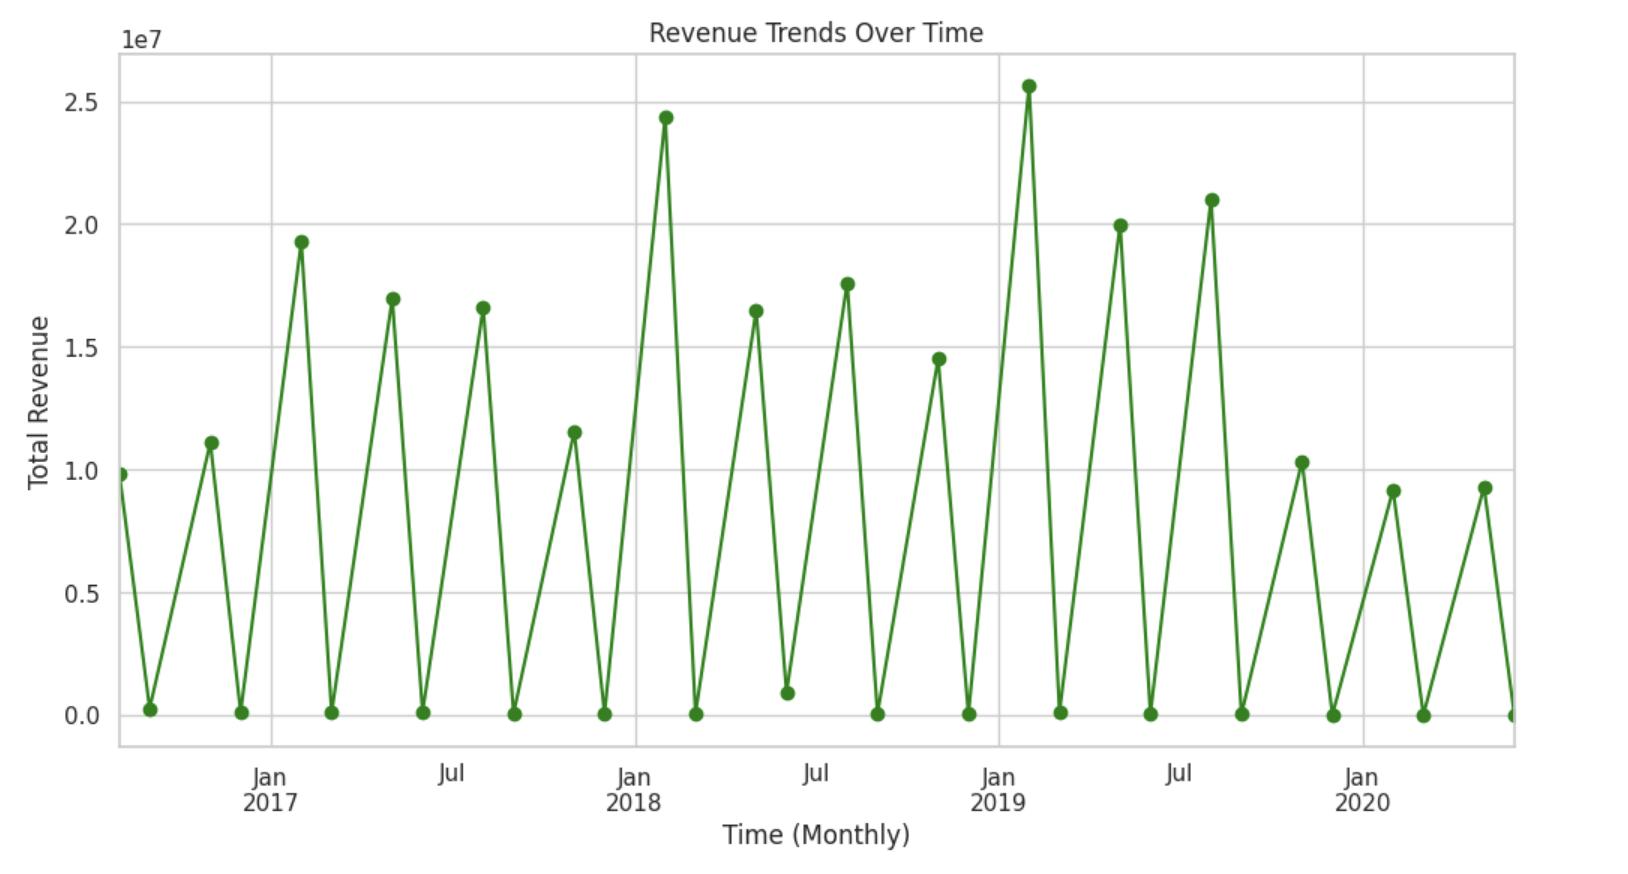 Revenue Trends Over Time
1e7
2.5
2.0
1.5
1.0
0.5
0.0
Total Revenue
Jan
2017
Jul
Jan
2018
Jul
Jan
2019
Jul
Jan
2020
Time (Monthly)